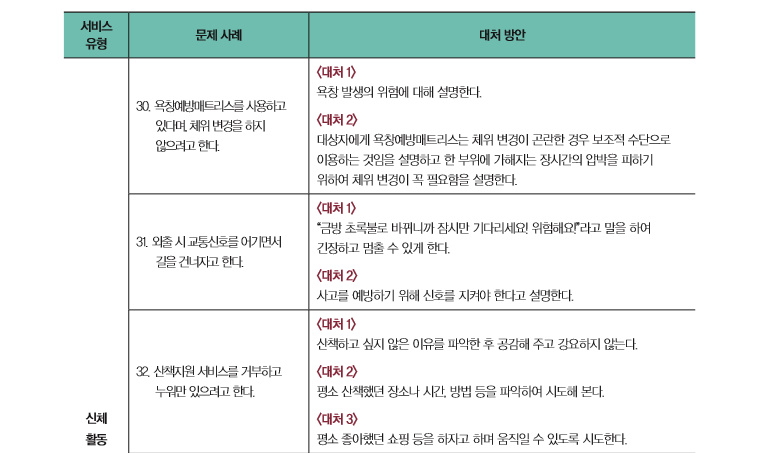 서비스
유형
문제 사례
대처 방안
30. 욕창예방매트리스를 사용하고
있다며, 체위 변경을 하지
않으려고 한다.
〈대처 1〉
욕창 발생의 위험에 대해 설명한다.
〈대처 2〉
대상자에게 욕창예방매트리스는 체위 변경이 곤란한 경우 보조적 수단으로
이용하는 것임을 설명하고 한 부위에 가해지는 장시간의 압박을 피하기
위하여 체위 변경이 꼭 필요함을 설명한다.
31. 외출 시 교통신호를 어기면서
길을 건너자고 한다.
〈대처 1〉
“금방 초록불로 바뀌니까 잠시만 기다리세요! 위험해요!”라고 말을 하여
긴장하고 멈출 수 있게 한다.
〈대처 2〉
사고를 예방하기 위해 신호를 지켜야 한다고 설명한다.
32. 산책지원 서비스를 거부하고
누워만 있으려고 한다.
〈대처 1〉
산책하고 싶지 않은 이유를 파악한 후 공감해 주고 강요하지 않는다.
〈대처 2〉
평소 산책했던 장소나 시간, 방법 등을 파악하여 시도해 본다.
〈대처 3〉
평소 좋아했던 쇼핑 등을 하자고 하며 움직일 수 있도록 시도한다.
신체
활동